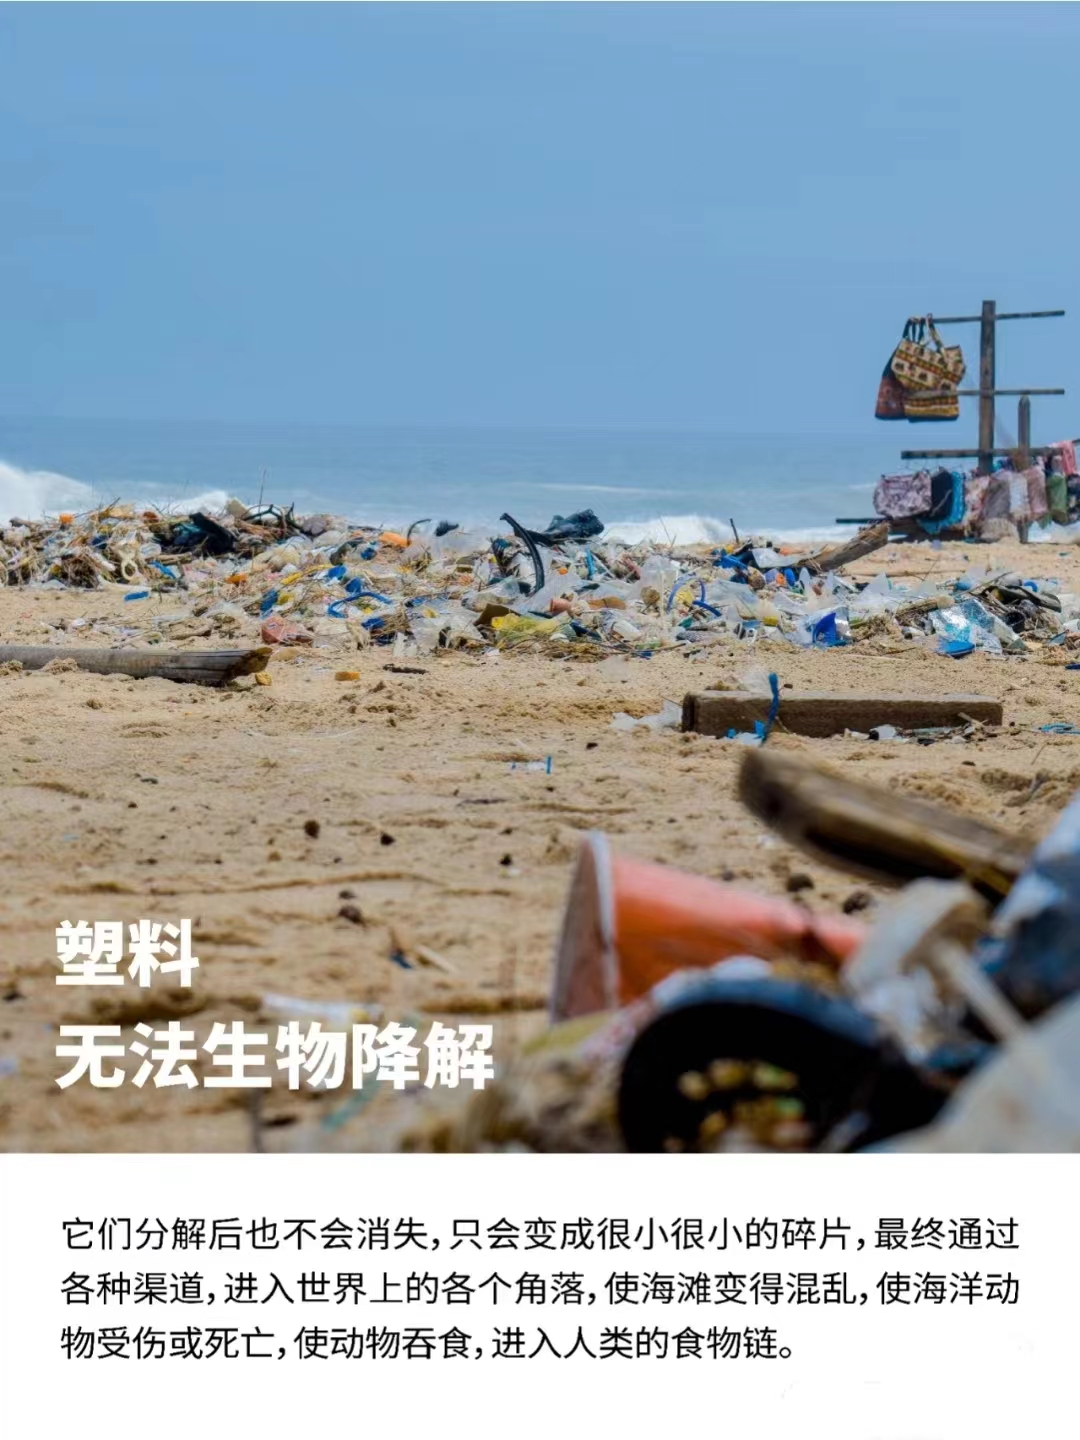 塑料
无法生物降解
它们分解后也不会消失，只会变成很小很小的碎片，最终通过
各种渠道，进入世界上的各个角落，使海滩变得混乱，使海洋动
物受伤或死亡，使动物吞食，进入人类的食物链。